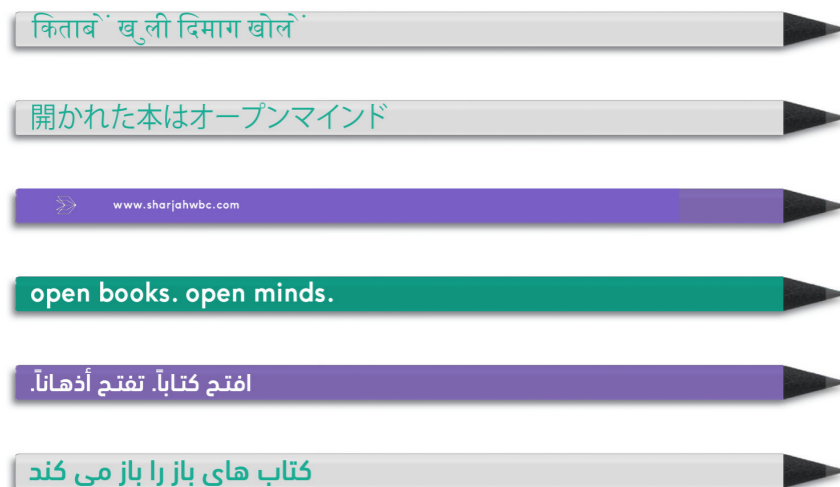 किताबें खुली दिमाग खोलें
開かれた本はオープンマインド
www.sharjahwbc.com
open books. open minds.
افتح كتاباً. تفتح أذهاناً.
کتاب های باز را باز می کند